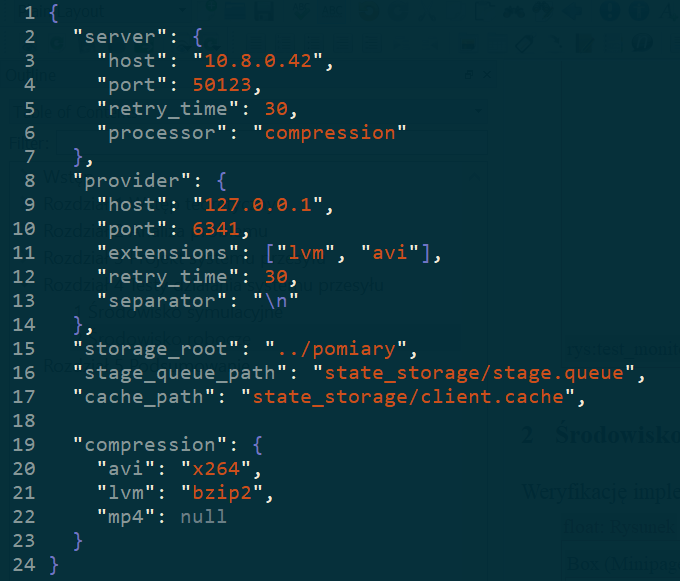 1 {
2   "server": {
3     "host": "10.8.0.42",
4     "port": 50123,
5     "retry_time": 30,
6     "processor": "compression"
7   },
8   "provider": {
9     "host": "127.0.0.1",
10     "port": 6341,
11     "extensions": ["lvm", "avi"],
12     "retry_time": 30,
13     "separator": "\n"
14   },
15   "storage_root": "../pomiary",
16   "stage_queue_path": "state_storage/stage.queue",
17   "cache_path": "state_storage/client.cache",
18
19   "compression": {
20     "avi": "x264",
21     "lvm": "bzip2",
22     "mp4": null
23   }
24 }
2 Środowisko